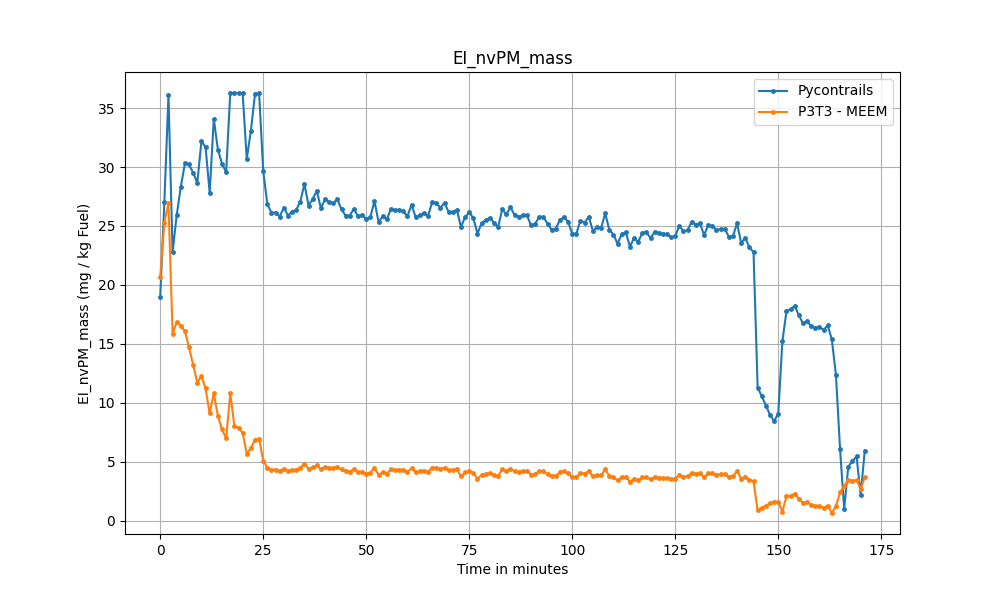 EI_nvPM_mass
Pycontrails
P3T3 - MEEM
EI_nvPM_mass (mg / kg Fuel)
35
30
25
20
15
10
5
0
0 25 50 75 100 125 150 175
Time in minutes